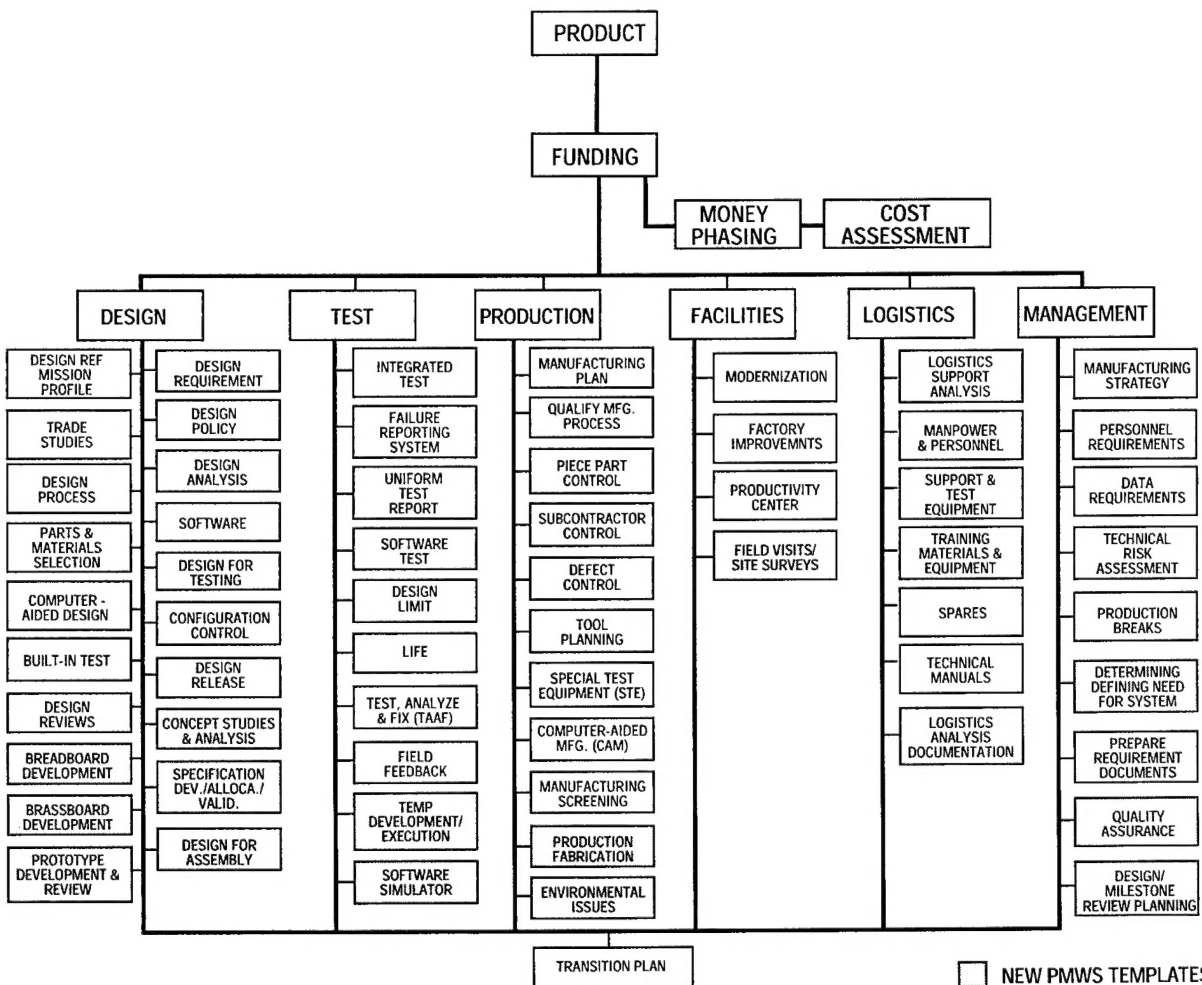 PRODUCT
FUNDING
MONEY
PHASING
COST
ASSESSMENT
DESIGN
TEST
PRODUCTION
FACILITIES
LOGISTICS
MANAGEMENT
DESIGN REF
MISSION
PROFILE
TRADE
STUDIES
DESIGN
PROCESS
PARTS &
MATERIALS
SELECTION
COMPUTER -
AIDED DESIGN
BUILT-IN TEST
DESIGN
REVIEWS
BREADBOARD
DEVELOPMENT
BRASSBOARD
DEVELOPMENT
PROTOTYPE
DEVELOPMENT &
REVIEW
DESIGN
REQUIREMENT
DESIGN
POLICY
DESIGN
ANALYSIS
SOFTWARE
DESIGN FOR
TESTING
CONFIGURATION
CONTROL
DESIGN
RELEASE
CONCEPT STUDIES
& ANALYSIS
SPECIFICATION
DEV./ALLOCA./
VALID.
DESIGN FOR
ASSEMBLY
INTEGRATED
TEST
FAILURE
REPORTING
SYSTEM
UNIFORM
TEST
REPORT
SOFTWARE
TEST
DESIGN
LIMIT
LIFE
TEST, ANALYZE
& FIX (TAAF)
FIELD
FEEDBACK
TEMP
DEVELOPMENT/
EXECUTION
SOFTWARE
SIMULATOR
MANUFACTURING
PLAN
QUALIFY MFG.
PROCESS
PIECE PART
CONTROL
SUBCONTRACTOR
CONTROL
DEFECT
CONTROL
TOOL
PLANNING
SPECIAL TEST
EQUIPMENT (STE)
COMPUTER-AIDED
MFG. (CAM)
MANUFACTURING
SCREENING
PRODUCTION
FABRICATION
ENVIRONMENTAL
ISSUES
MODERNIZATION
FACTORY
IMPROVEMNTS
PRODUCTIVITY
CENTER
FIELD VISITS/
SITE SURVEYS
LOGISTICS
SUPPORT
ANALYSIS
MANPOWER
& PERSONNEL
SUPPORT &
TEST
EQUIPMENT
TRAINING
MATERIALS &
EQUIPMENT
SPARES
TECHNICAL
MANUALS
LOGISTICS
ANALYSIS
DOCUMENTATION
MANUFACTURING
STRATEGY
PERSONNEL
REQUIREMENTS
DATA
REQUIREMENTS
TECHNICAL
RISK
ASSESSMENT
PRODUCTION
BREAKS
DETERMINING
DEFINING NEED
FOR SYSTEM
PREPARE
REQUIREMENT
DOCUMENTS
QUALITY
ASSURANCE
DESIGN/
MILESTONE
REVIEW PLANNING
TRANSITION PLAN
NEW PMWS TEMPLATES